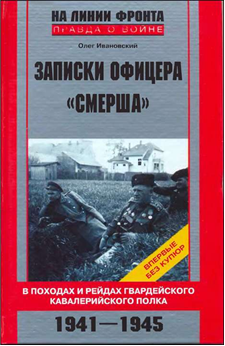 НА ЛИНИИ ФРОНТА
ПРАВДА О ВОЙНЕ
Олег Ивановский
ЗАПИСКИ ОФИЦЕРА
«СМЕРША»
ВПЕРВЫЕ
БЕЗ КУПЮР
В ПОХОДАХ И РЕЙДАХ ГВАРДЕЙСКОГО
КАВАЛЕРИЙСКОГО ПОЛКА
1941—1945